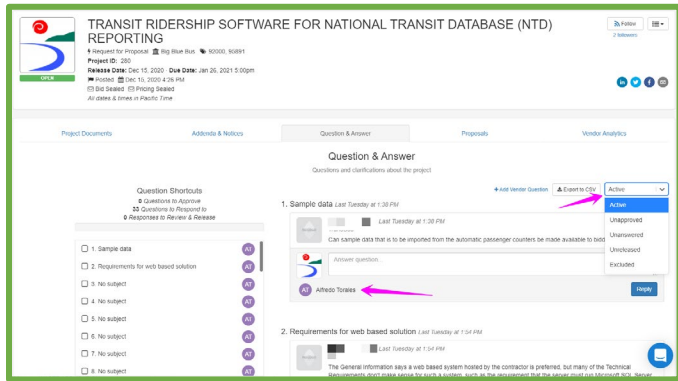 TRANSIT RIDERSHIP SOFTWARE FOR NATIONAL TRANSIT DATABASE (NTD)
REPORTING
Request for Proposal Big Blue Bus 92000, 95891
Project ID: 280
Release Date: Dec 15, 2020 · Due Date: Jan 26, 2021 5:00pm
Posted Dec 15, 2020 4:26 PM
Bid Sealed Pricing Sealed
All dates & times in Pacific Time
OPEN
Follow
2 followers
Project Documents
Addenda & Notices
Question & Answer
Proposals
Vendor Analytics
Question & Answer
Questions and clarifications about the project
+ Add Vendor Question
Export to CSV
Active
Active
Unapproved
Unanswered
Unreleased
Excluded
Question Shortcuts
0 Questions to Approve
33 Questions to Respond to
0 Responses to Review & Release
1. Sample data AT
2. Requirements for web based solution AT
3. No subject AT
4. No subject AT
5. No subject AT
6. No subject AT
7. No subject AT
8. No subject AT
1. Sample data Last Tuesday at 1:38 PM
Last Tuesday at 1:38 PM
Can sample data that is to be imported from the automatic passenger counters be made available to bidd
Answer question...
AT Alfredo Torales
Reply
2. Requirements for web based solution Last Tuesday at 1:54 PM
Last Tuesday at 1:54 PM
The General Information says a web based system hosted by the contractor is preferred, but many of the Technical
Requirements don't make sense for such a system, such as the requirement that the server must run Microsoft SQL Server